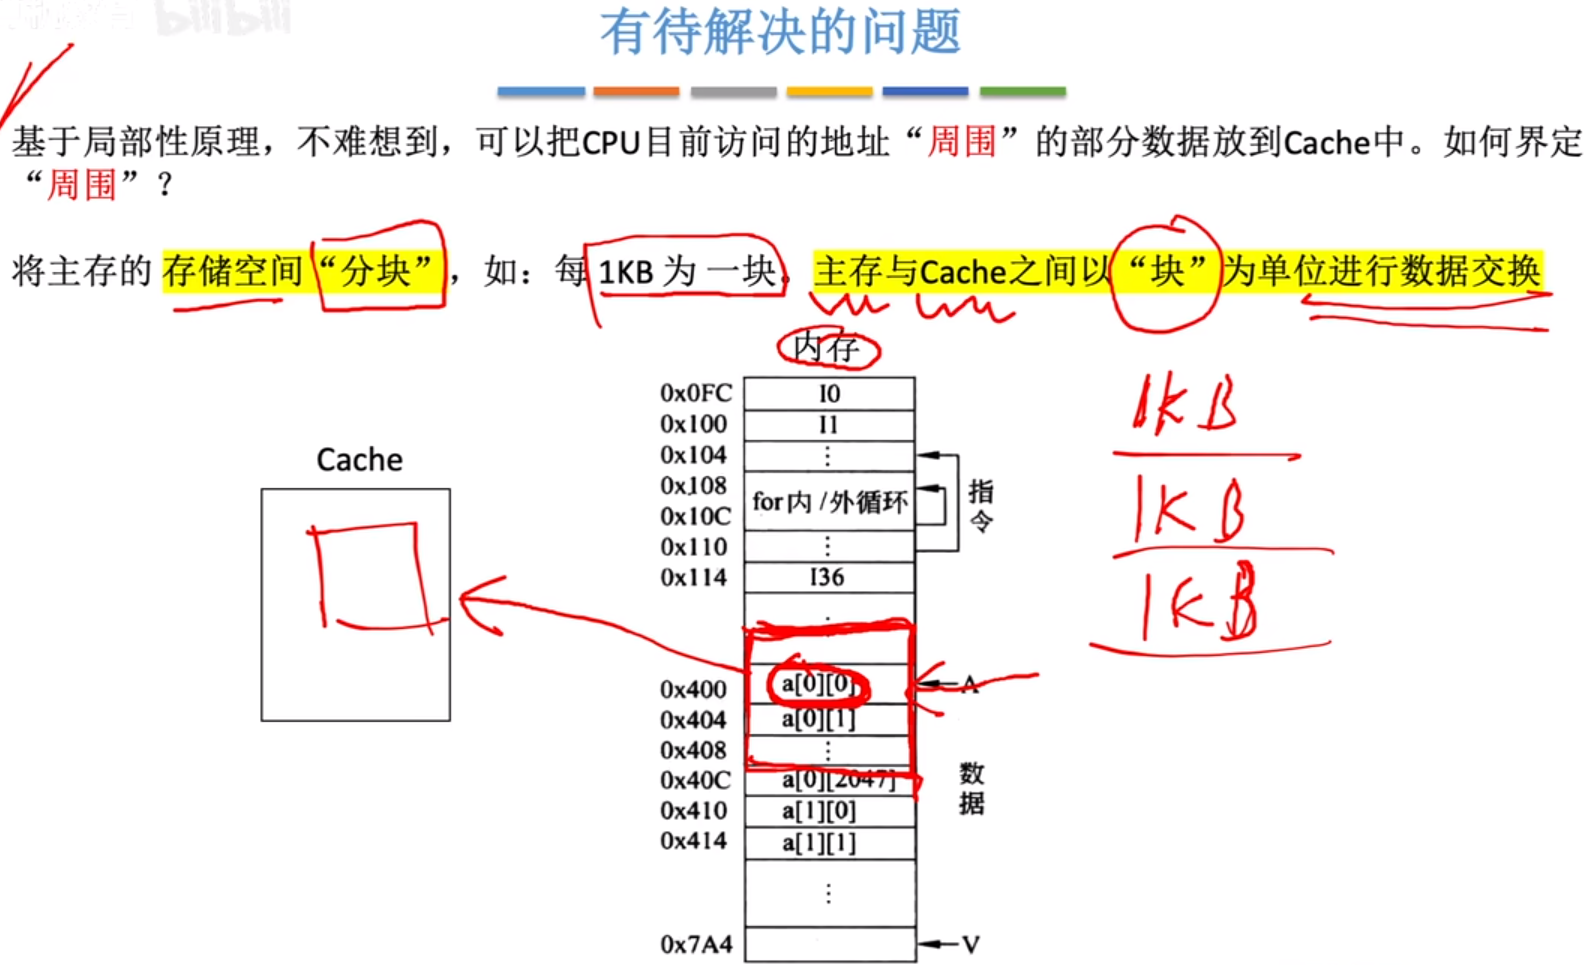 bilibili
有待解决的问题
基于局部性原理，不难想到，可以把CPU目前访问的地址“周围”的部分数据放到Cache中。如何界定
“周围”？
将主存的 存储空间“分块”，如：每 1KB 为 一块。主存与Cache之间以“块”为单位进行数据交换
内存
0x0FC I0
0x100 I1
0x104 ⋮
0x108 for内/外循环
0x10C
0x110 ⋮
0x114 I36
指令
Cache
1KB
1KB
1KB
0x400 a[0][0] A
0x404 a[0][1]
0x408 ⋮
0x40C a[0][2047]
0x410 a[1][0]
0x414 a[1][1]
数据
⋮
0x7A4 V